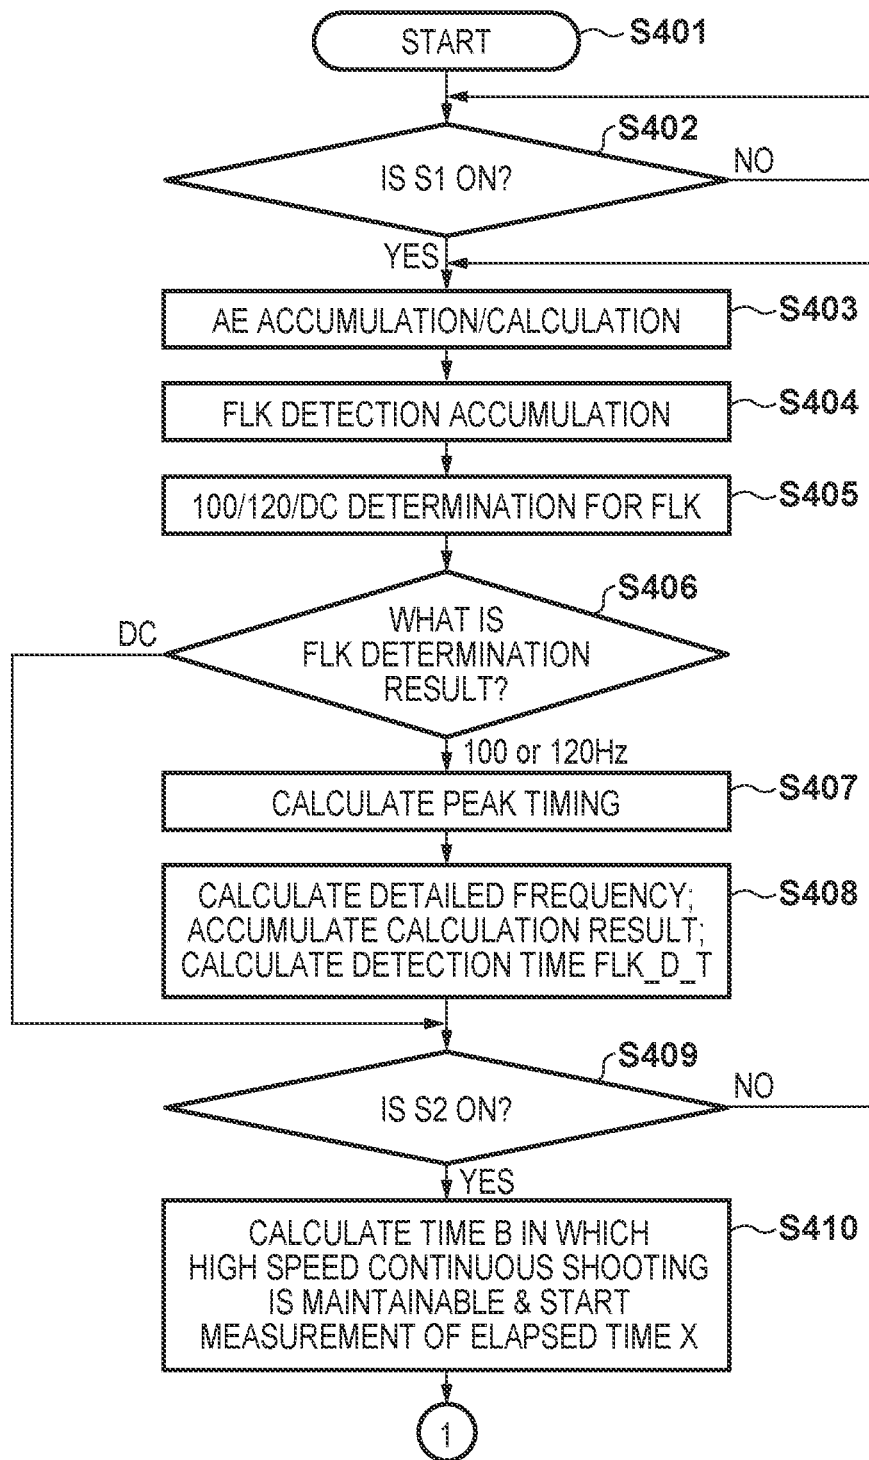 START
S401
S402
IS S1 ON?
NO
YES
AE ACCUMULATION/CALCULATION
S403
FLK DETECTION ACCUMULATION
S404
100/120/DC DETERMINATION FOR FLK
S405
S406
DC
WHAT IS
FLK DETERMINATION
RESULT?
100 or 120Hz
CALCULATE PEAK TIMING
S407
CALCULATE DETAILED FREQUENCY;
ACCUMULATE CALCULATION RESULT;
CALCULATE DETECTION TIME FLK_D_T
S408
S409
IS S2 ON?
NO
YES
CALCULATE TIME B IN WHICH
HIGH SPEED CONTINUOUS SHOOTING
IS MAINTAINABLE & START
MEASUREMENT OF ELAPSED TIME X
S410
1